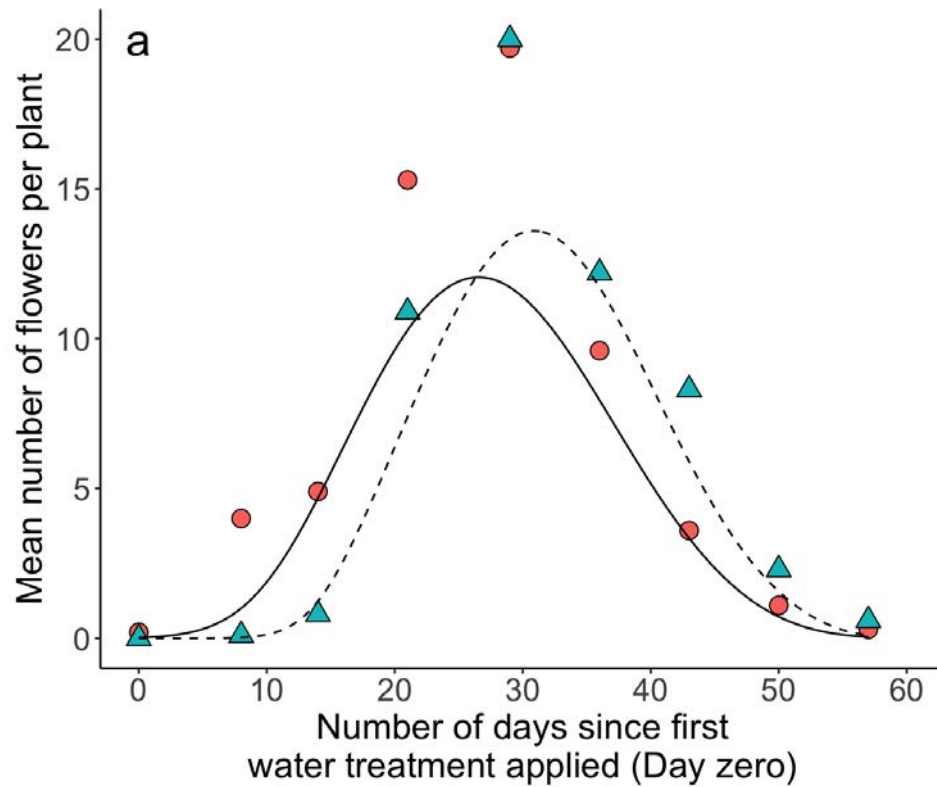 a
Mean number of flowers per plant
20
15
10
5
0
0 10 20 30 40 50 60
Number of days since first
water treatment applied (Day zero)